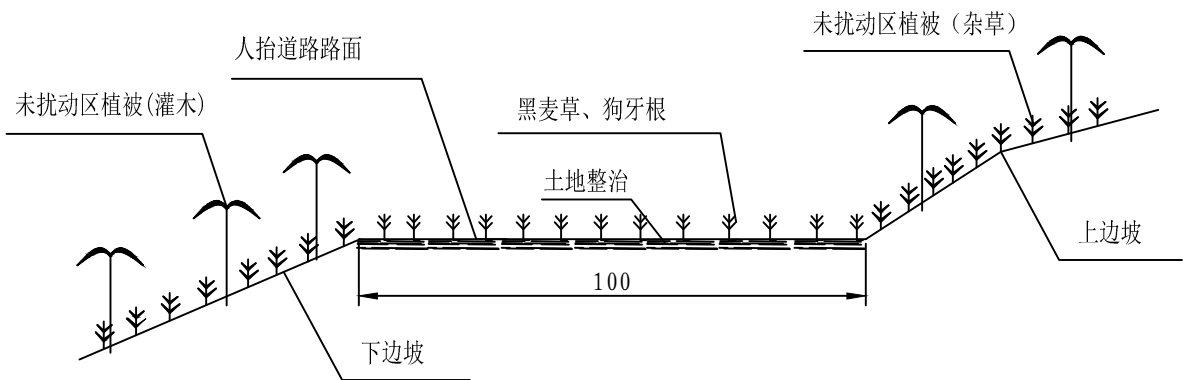 未扰动区植被（杂草）
人抬道路路面
未扰动区植被(灌木)
黑麦草、狗牙根
土地整治
上边坡
100
下边坡